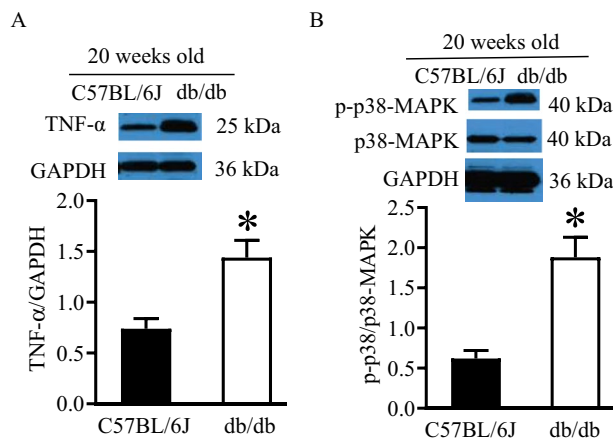 A
20 weeks old
C57BL/6J db/db
TNF-α 25 kDa
GAPDH 36 kDa
TNF-α/GAPDH
2.0
1.5
1.0
0.5
0.0
*
C57BL/6J db/db
B
20 weeks old
C57BL/6J db/db
p-p38-MAPK 40 kDa
p38-MAPK 40 kDa
GAPDH 36 kDa
p-p38/p38-MAPK
2.5
2.0
1.5
1.0
0.5
0.0
*
C57BL/6J db/db